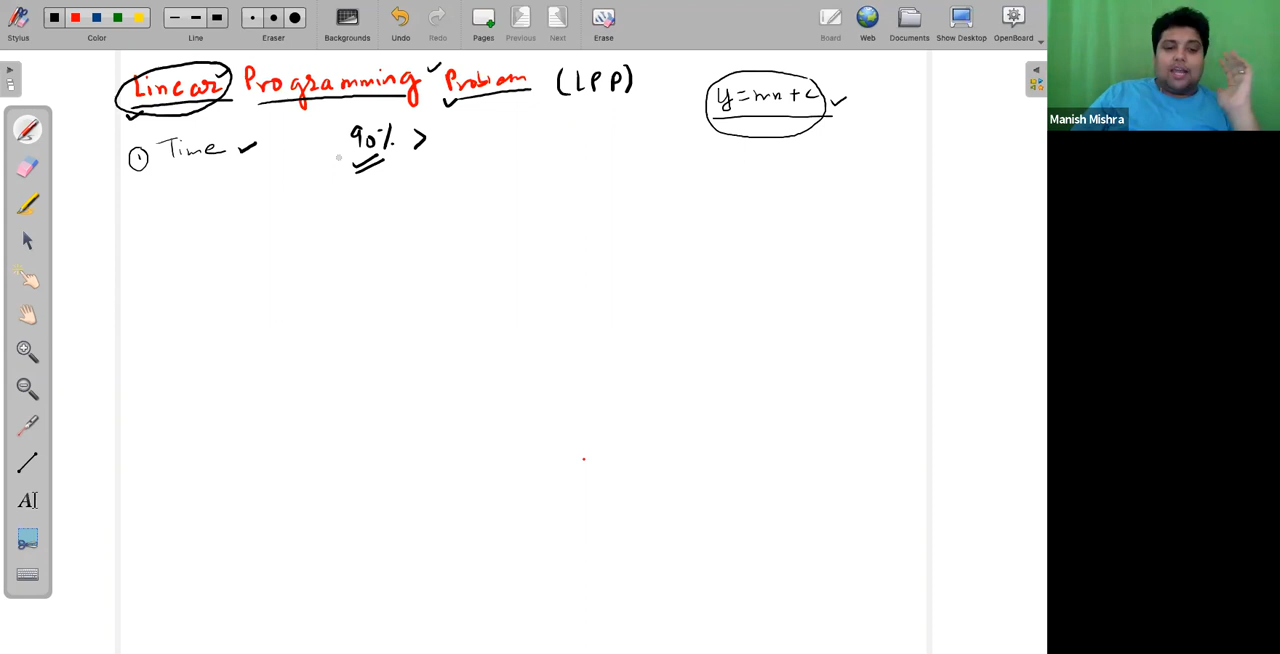 Stylus Color Line Eraser Backgrounds Undo Redo Pages Previous Next Erase Board Web Documents Show Desktop OpenBoard
Linear Programming Problem (LPP)
y = mx + c
① Time ✓ 90% >
Manish Mishra
AI